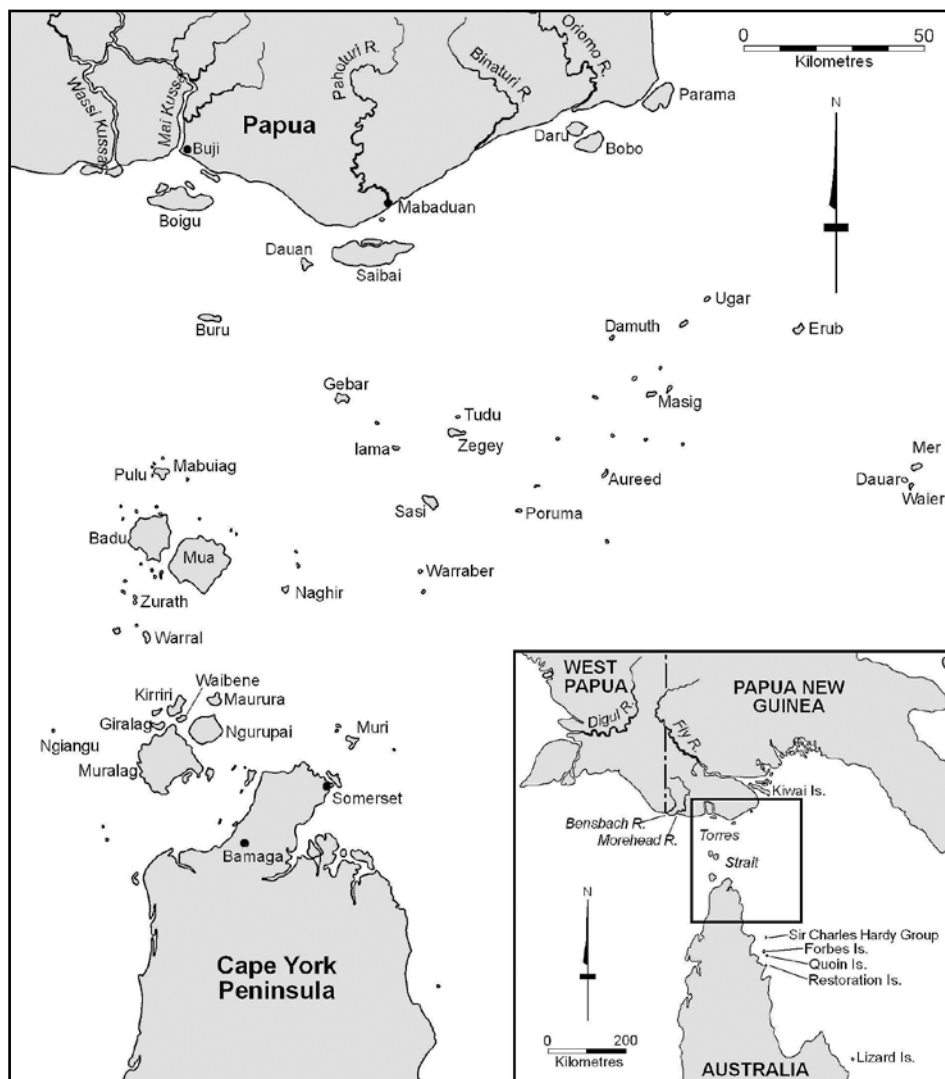 0
50
Kilometres
Wassi Kussa
Mai Kussa
Pahoturi R.
Binaturi R.
Oriomo R.
Parama
Papua
Daru
Bobo
Buji
N
Mabaduan
Boigu
Dauan
Saibai
Ugar
Buru
Damuth
Erub
Gebar
Masig
Tudu
Iama
Zegey
Mer
Pulu
Mabuiag
Aureed
Dauar
Waier
Sasi
Poruma
Badu
Mua
Warraber
Naghir
Zurath
Warral
Waibene
Kirriri
Maurura
Giralag
Ngurupai
Muri
Ngiangu
Muralag
Somerset
Bamaga
Cape York
Peninsula
WEST
PAPUA
PAPUA NEW
GUINEA
Digul R.
Fly R.
Kiwai Is.
Bensbach R.
Morehead R.
Torres
Strait
N
Sir Charles Hardy Group
Forbes Is.
Quoin Is.
Restoration Is.
0
200
Kilometres
Lizard Is.
AUSTRALIA